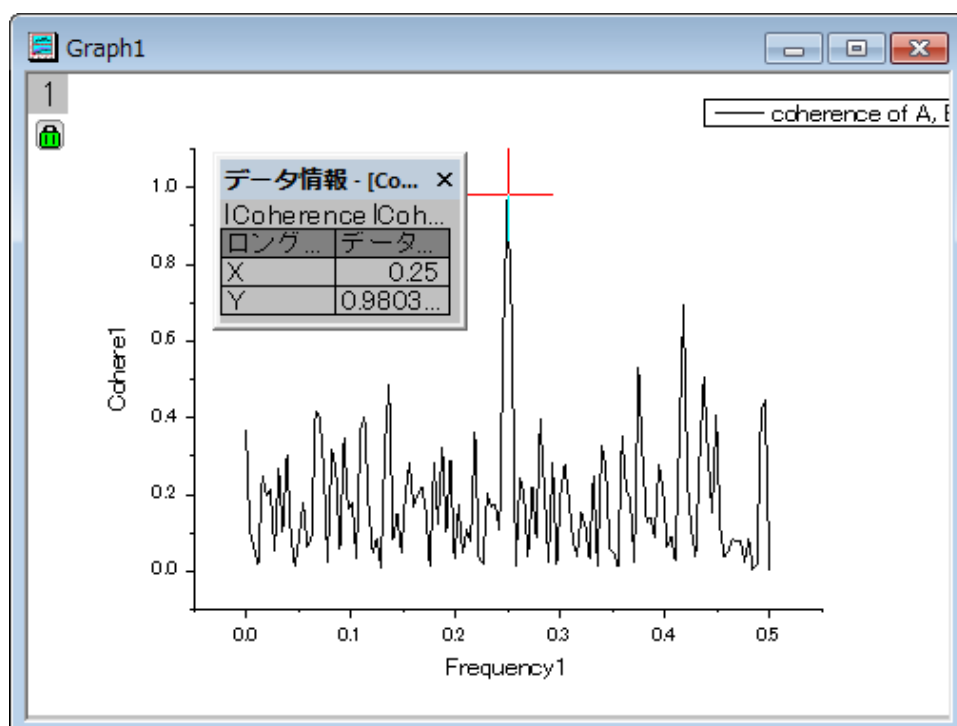 Graph1
1
coherence of A,
データ情報 - [Co... ×
|Coherence |Coh...
ロング... データ...
X 0.25
Y 0.9803...
1.0
0.8
0.6
0.4
0.2
0.0
Cohere1
0.0 0.1 0.2 0.3 0.4 0.5
Frequency1